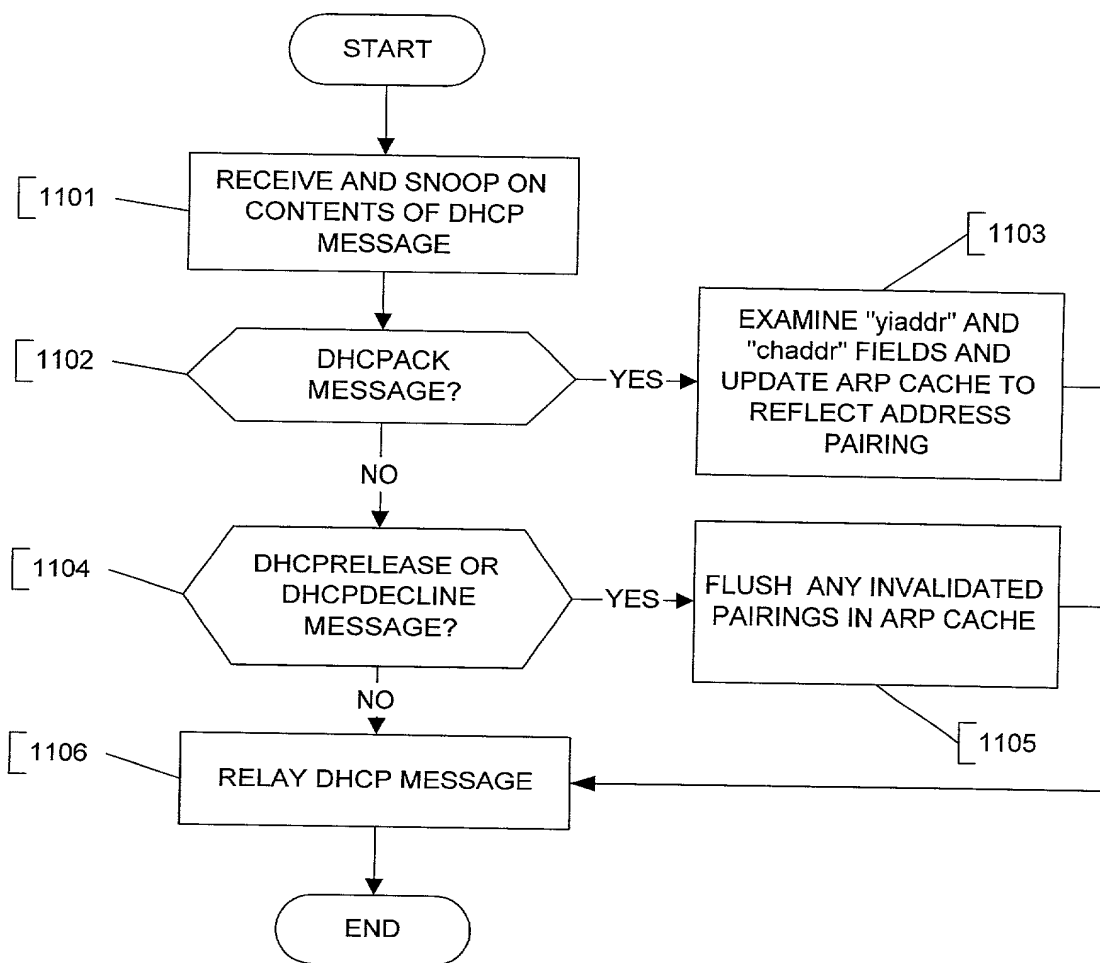 START
1101
RECEIVE AND SNOOP ON
CONTENTS OF DHCP
MESSAGE
1102
DHCPACK
MESSAGE?
YES
1103
EXAMINE "yiaddr" AND
"chaddr" FIELDS AND
UPDATE ARP CACHE TO
REFLECT ADDRESS
PAIRING
NO
1104
DHCPRELEASE OR
DHCPDECLINE
MESSAGE?
YES
FLUSH ANY INVALIDATED
PAIRINGS IN ARP CACHE
1105
NO
1106
RELAY DHCP MESSAGE
END